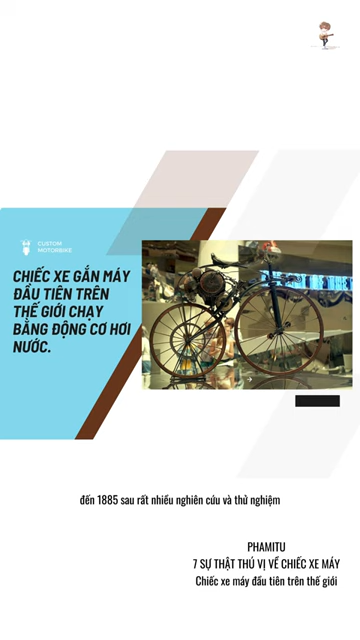 CUSTOM
MOTORBIKE
CHIẾC XE GẮN MÁY
ĐẦU TIÊN TRÊN
THẾ GIỚI CHẠY
BẰNG ĐỘNG CƠ HƠI
NƯỚC.
đến 1885 sau rất nhiều nghiên cứu và thử nghiệm
PHAMITU
7 SỰ THẬT THÚ VỊ VỀ CHIẾC XE MÁY
Chiếc xe máy đầu tiên trên thế giới